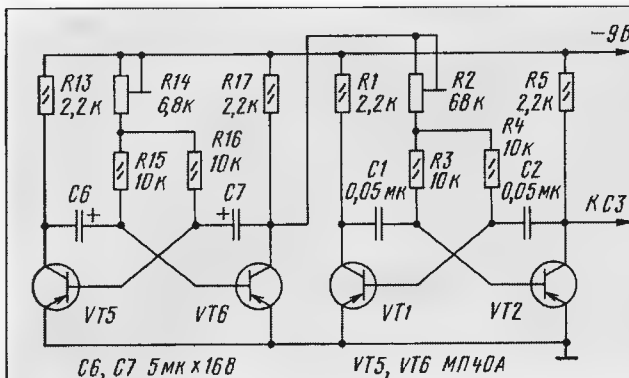 -9В
R13
2,2к
R14
6,8к
R17
2,2к
R1
2,2к
R2
68к
R5
2,2к
R15
10к
R16
10к
R3
10к
R4
10к
C6
+
C7
+
C1
0,05мк
C2
0,05мк
К С3
VT5
VT6
VT1
VT2
C6, C7 5мк×16В
VT5, VT6 МП40А